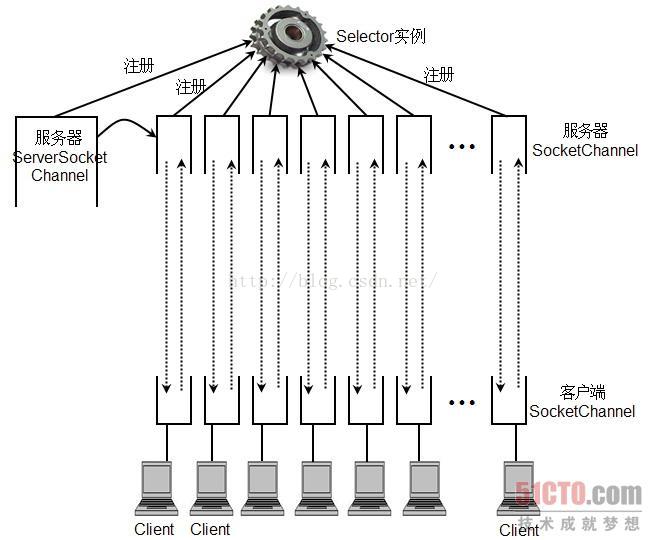 Selector实例
注册
注册
注册
服务器
ServerSocket
Channel
服务器
SocketChannel
http://blog.csdn.net/
客户端
SocketChannel
Client
Client
Client
51CTO.com
技术成就梦想